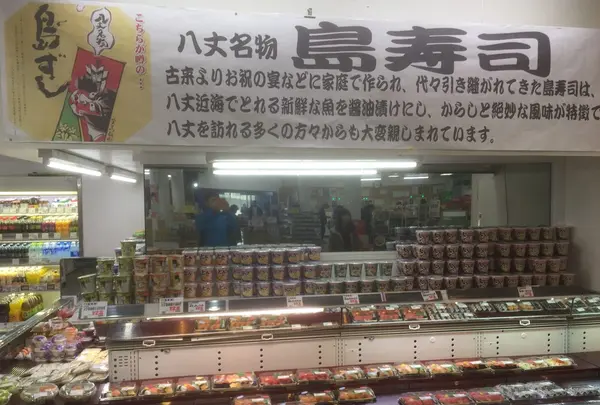 こちらが噂の…
島ずし
八丈名物 島寿司
古来よりお祝の宴などに家庭で作られ、代々引き継がれてきた島寿司は、
八丈近海でとれる新鮮な魚を醤油漬けにし、からしと絶妙な風味が特徴で
八丈を訪れる多くの方々からも大変親しまれています。